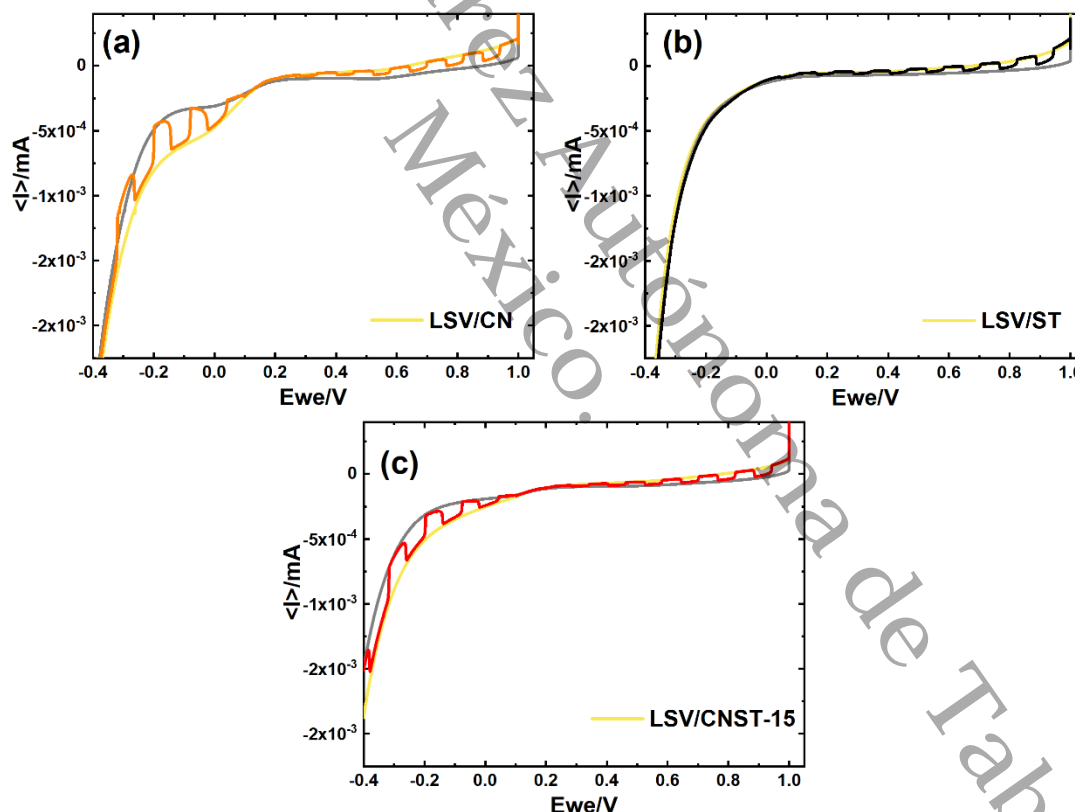 (a)
<I>/mA
0
-5x10⁻⁴
-1x10⁻³
-2x10⁻³
-2x10⁻³
-0.4 -0.2 0.0 0.2 0.4 0.6 0.8 1.0
Ewe/V
LSV/CN
(b)
<I>/mA
0
-5x10⁻⁴
-1x10⁻³
-2x10⁻³
-2x10⁻³
-0.4 -0.2 0.0 0.2 0.4 0.6 0.8 1.0
Ewe/V
LSV/ST
(c)
<I>/mA
0
-5x10⁻⁴
-1x10⁻³
-2x10⁻³
-2x10⁻³
-0.4 -0.2 0.0 0.2 0.4 0.6 0.8 1.0
Ewe/V
LSV/CNST-15
rez Autónoma de Tab
México.